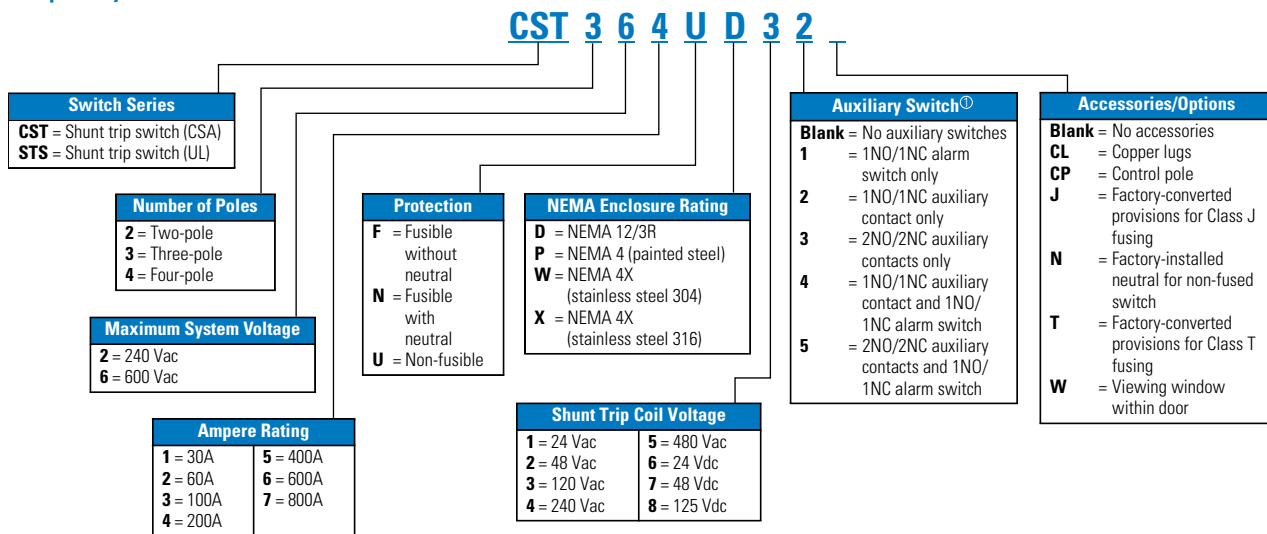 CST 3 6 4 U D 3 2 _
Switch Series
CST = Shunt trip switch (CSA)
STS = Shunt trip switch (UL)
Number of Poles
2 = Two-pole
3 = Three-pole
4 = Four-pole
Maximum System Voltage
2 = 240 Vac
6 = 600 Vac
Ampere Rating
1 = 30A
2 = 60A
3 = 100A
4 = 200A
5 = 400A
6 = 600A
7 = 800A
Protection
F = Fusible
without
neutral
N = Fusible
with
neutral
U = Non-fusible
NEMA Enclosure Rating
D = NEMA 12/3R
P = NEMA 4 (painted steel)
W = NEMA 4X
(stainless steel 304)
X = NEMA 4X
(stainless steel 316)
Shunt Trip Coil Voltage
1 = 24 Vac
2 = 48 Vac
3 = 120 Vac
4 = 240 Vac
5 = 480 Vac
6 = 24 Vdc
7 = 48 Vdc
8 = 125 Vdc
Auxiliary Switch①
Blank = No auxiliary switches
1 = 1NO/1NC alarm
switch only
2 = 1NO/1NC auxiliary
contact only
3 = 2NO/2NC auxiliary
contacts only
4 = 1NO/1NC auxiliary
contact and 1NO/
1NC alarm switch
5 = 2NO/2NC auxiliary
contacts and 1NO/
1NC alarm switch
Accessories/Options
Blank = No accessories
CL = Copper lugs
CP = Control pole
J = Factory-converted
provisions for Class J
fusing
N = Factory-installed
neutral for non-fused
switch
T = Factory-converted
provisions for Class T
fusing
W = Viewing window
within door